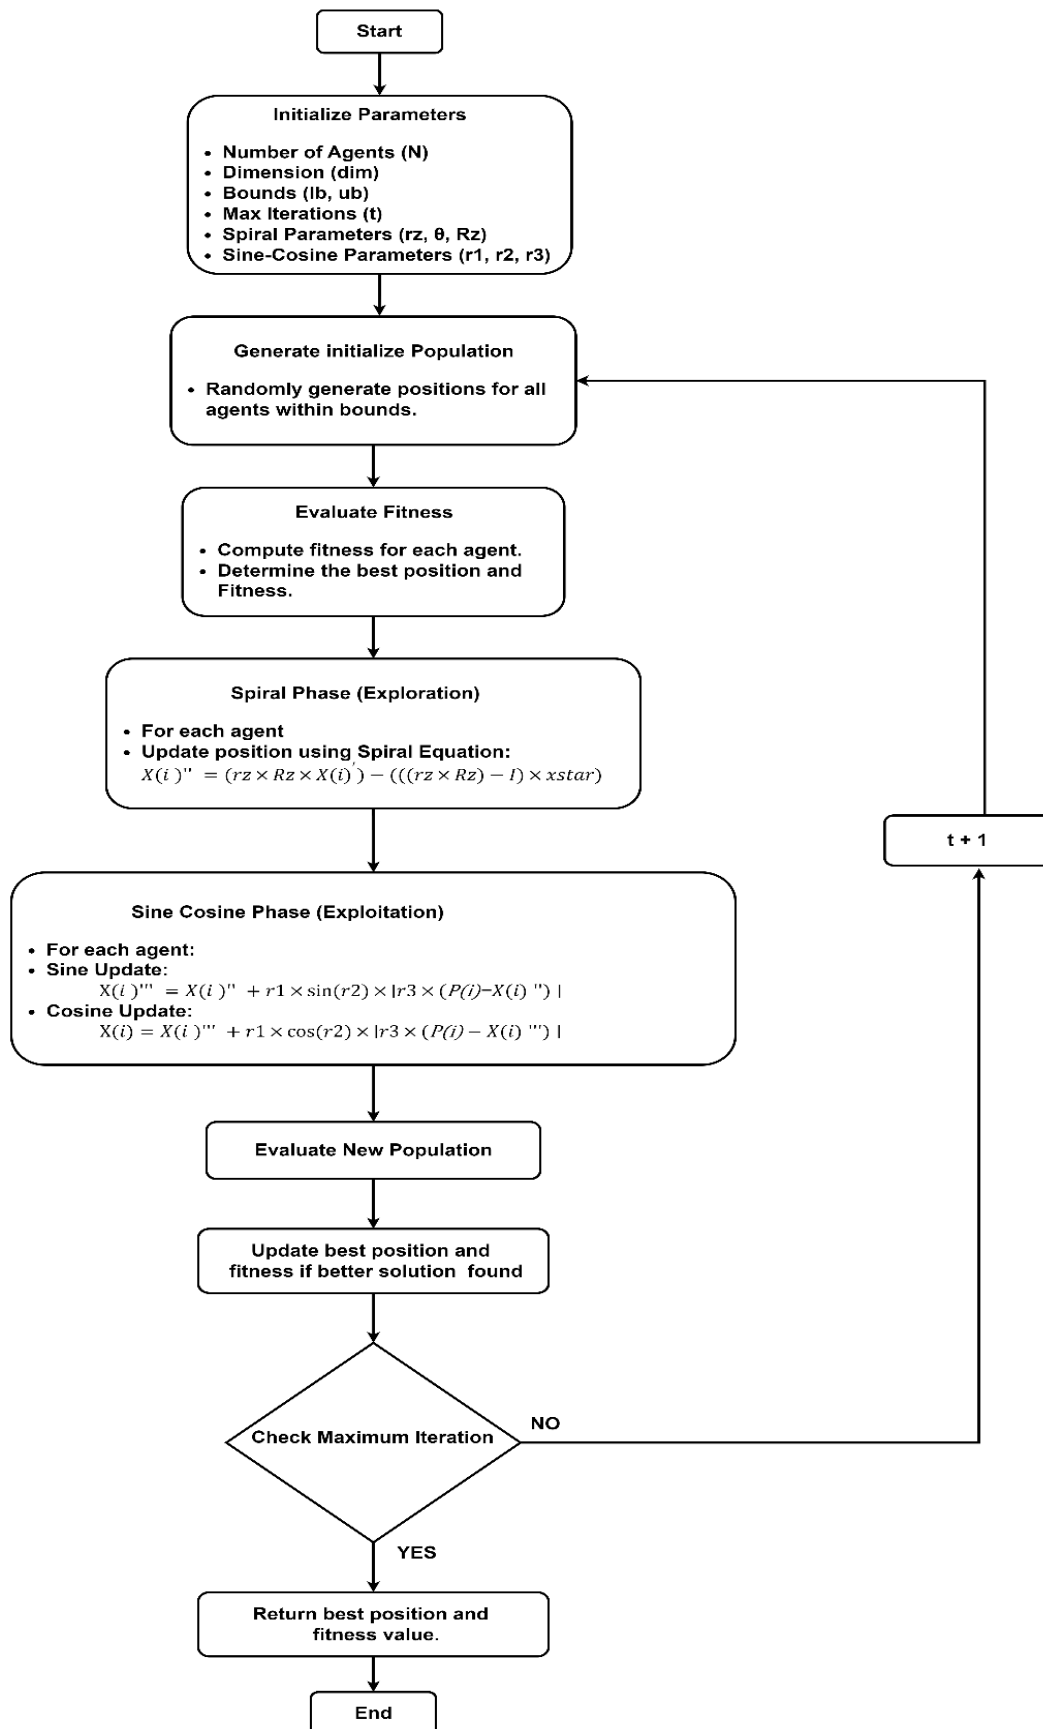 Start
Initialize Parameters
• Number of Agents (N)
• Dimension (dim)
• Bounds (lb, ub)
• Max Iterations (t)
• Spiral Parameters (rz, θ, Rz)
• Sine-Cosine Parameters (r1, r2, r3)
Generate initialize Population
• Randomly generate positions for all
agents within bounds.
Evaluate Fitness
• Compute fitness for each agent.
• Determine the best position and
Fitness.
Spiral Phase (Exploration)
• For each agent
• Update position using Spiral Equation:
X(i )'' = (rz × Rz × X(i)') − (((rz × Rz) − I) × xstar)
t + 1
Sine Cosine Phase (Exploitation)
• For each agent:
• Sine Update:
X(i )''' = X(i )'' + r1 × sin(r2) × |r3 × (P(i)−X(i) '') |
• Cosine Update:
X(i) = X(i )''' + r1 × cos(r2) × |r3 × (P(i) − X(i) ''') |
Evaluate New Population
Update best position and
fitness if better solution found
Check Maximum Iteration
NO
YES
Return best position and
fitness value.
End